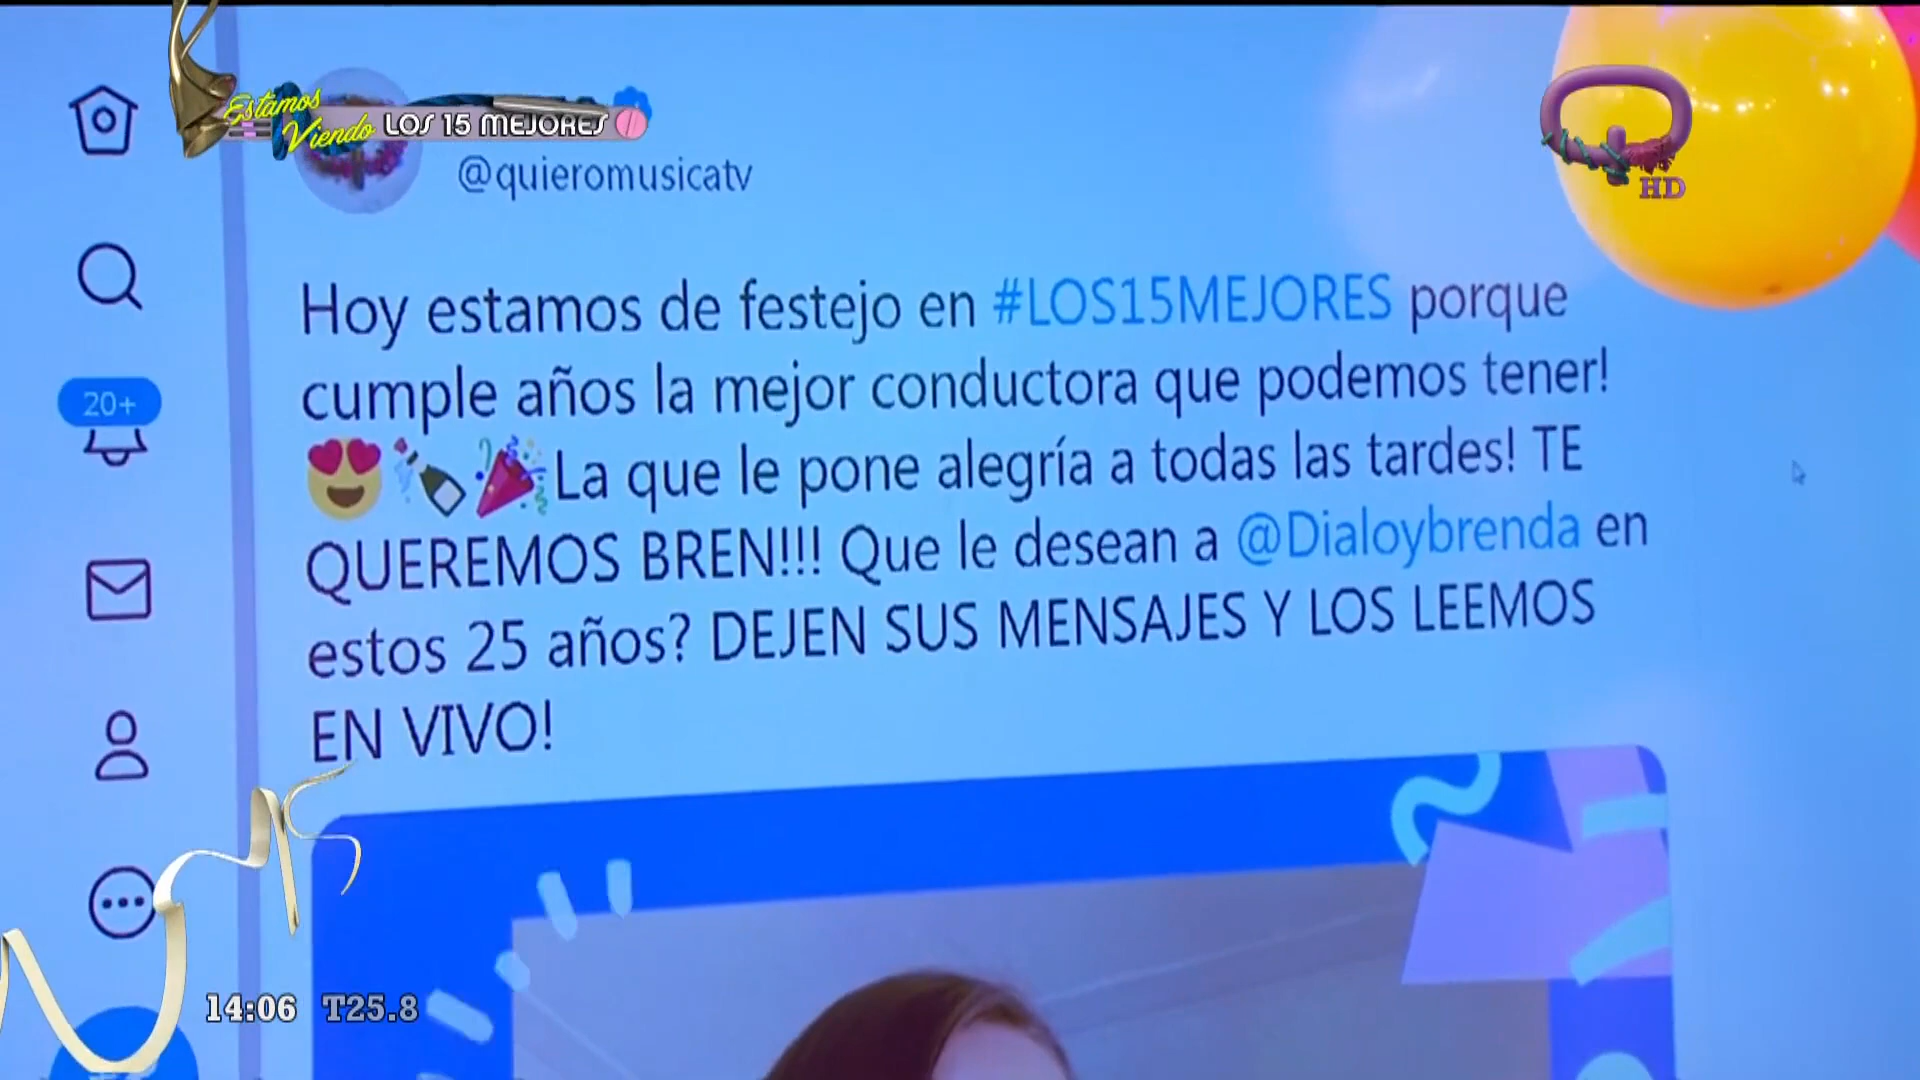 Estamos
Viendo LOS 15 MEJORES
@quieromusicatv
HD
Hoy estamos de festejo en #LOS15MEJORES porque
cumple años la mejor conductora que podemos tener!
20+
😍🍾🎉La que le pone alegría a todas las tardes! TE
QUEREMOS BREN!!! Que le desean a @Dialoybrenda en
estos 25 años? DEJEN SUS MENSAJES Y LOS LEEMOS
EN VIVO!
14:06 T25.8